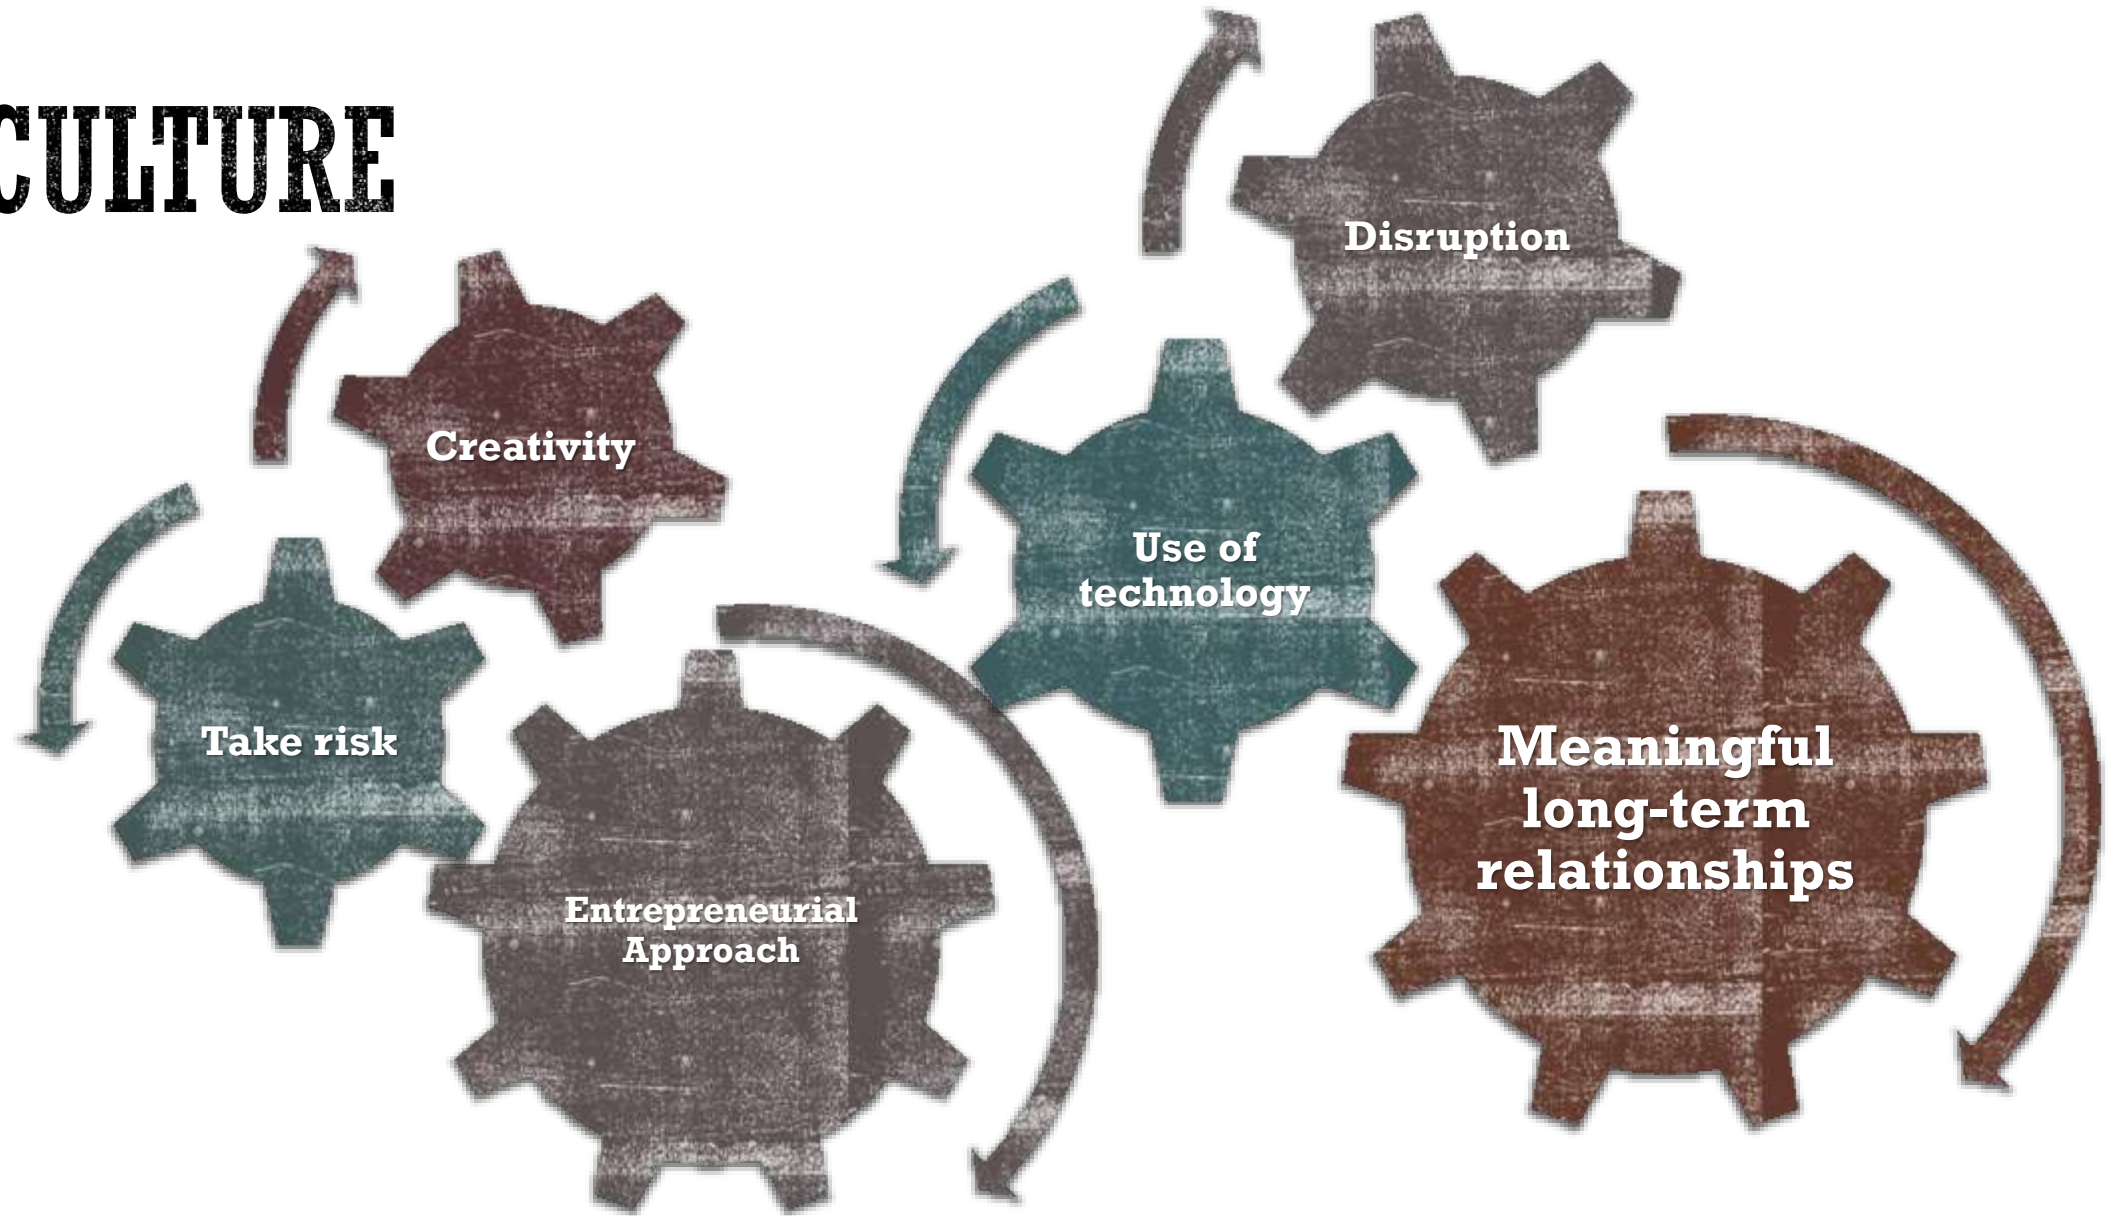 CULTURE
Creativity
Take risk
Entrepreneurial
Approach
Disruption
Use of
technology
Meaningful
long-term
relationships